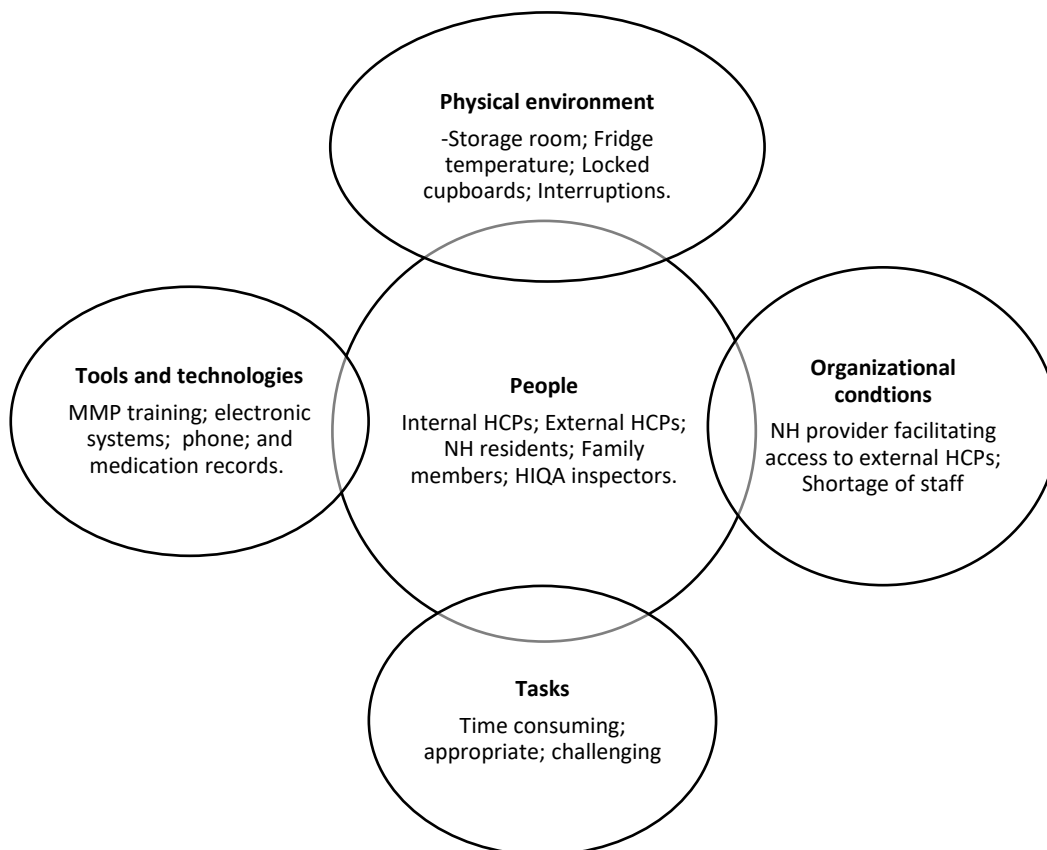 Physical environment
-Storage room; Fridge
temperature; Locked
cupboards; Interruptions.
Tools and technologies
MMP training; electronic
systems;  phone; and
medication records.
People
Internal HCPs; External HCPs;
NH residents; Family
members; HIQA inspectors.
Organizational
condtions
NH provider facilitating
access to external HCPs;
Shortage of staff
Tasks
Time consuming;
appropriate; challenging